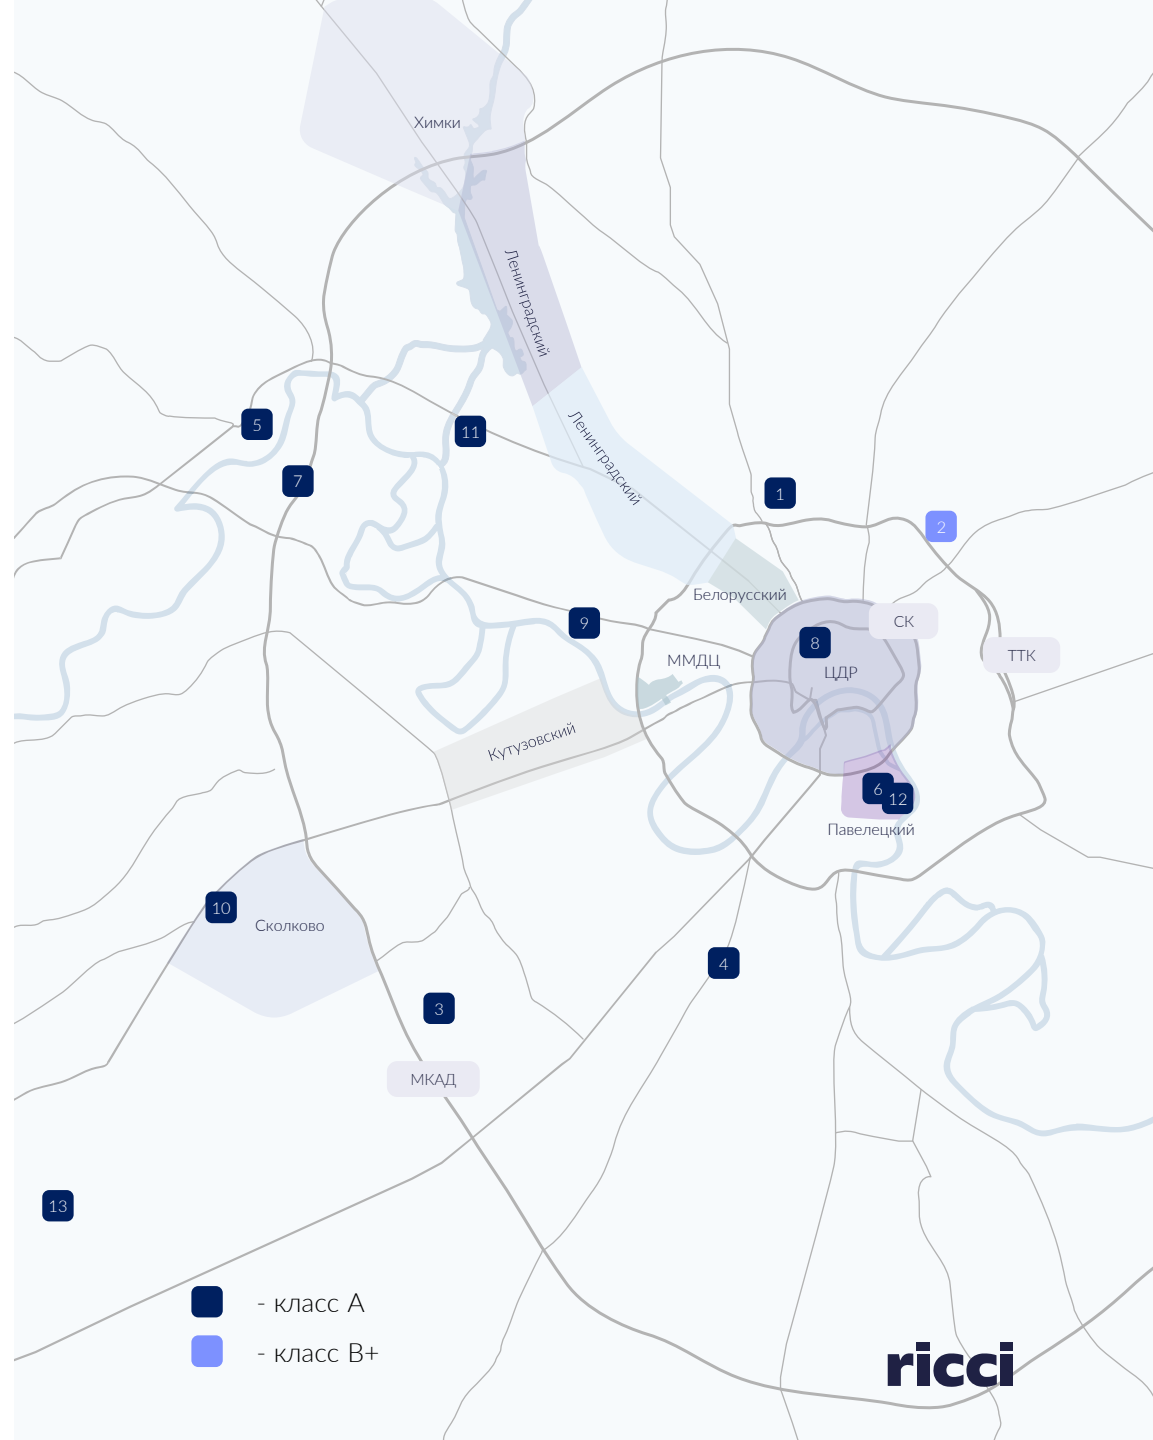 Химки
Ленинградский
Ленинградский
5
11
7
1
2
Белорусский
9
СК
8
ММДЦ
ТТК
ЦДР
Кутузовский
6
12
Павелецкий
10
Сколково
4
3
МКАД
13
- класс А
- класс В+
ricci